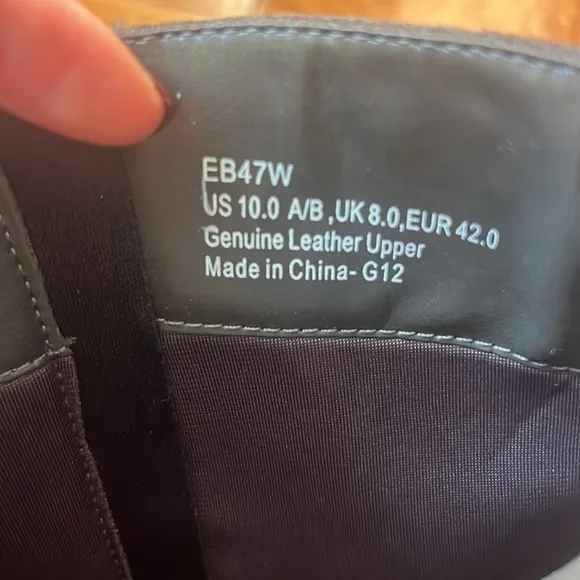 EB47W
US 10.0 A/B ,UK 8.0,EUR 42.0
Genuine Leather Upper
Made in China- G12